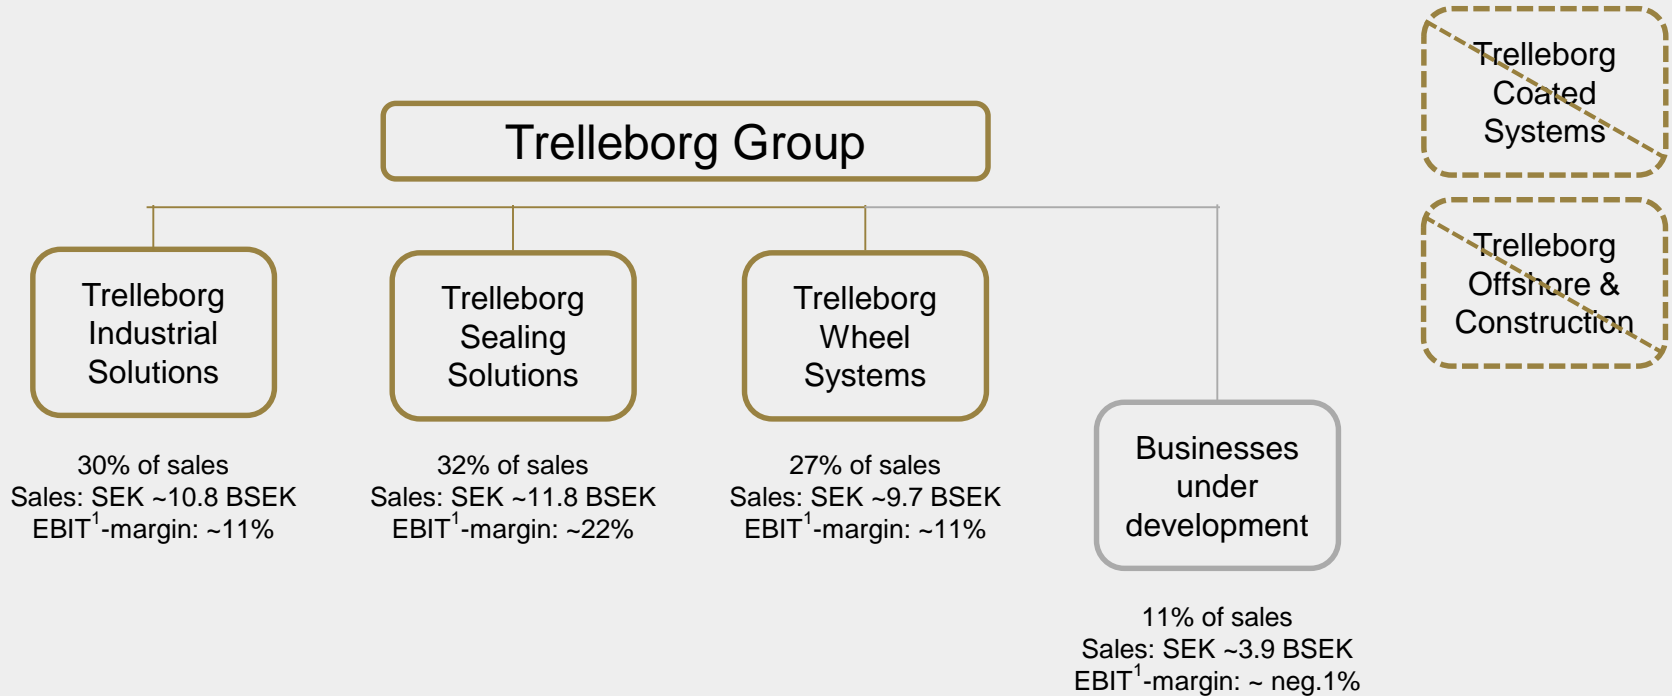 Trelleborg
Coated
Systems
Trelleborg Group
Trelleborg
Offshore &
Construction
Trelleborg
Industrial
Solutions
30% of sales
Sales: SEK ~10.8 BSEK
EBIT¹-margin: ~11%
Trelleborg
Sealing
Solutions
32% of sales
Sales: SEK ~11.8 BSEK
EBIT¹-margin: ~22%
Trelleborg
Wheel
Systems
27% of sales
Sales: SEK ~9.7 BSEK
EBIT¹-margin: ~11%
Businesses
under
development
11% of sales
Sales: SEK ~3.9 BSEK
EBIT¹-margin: ~ neg.1%